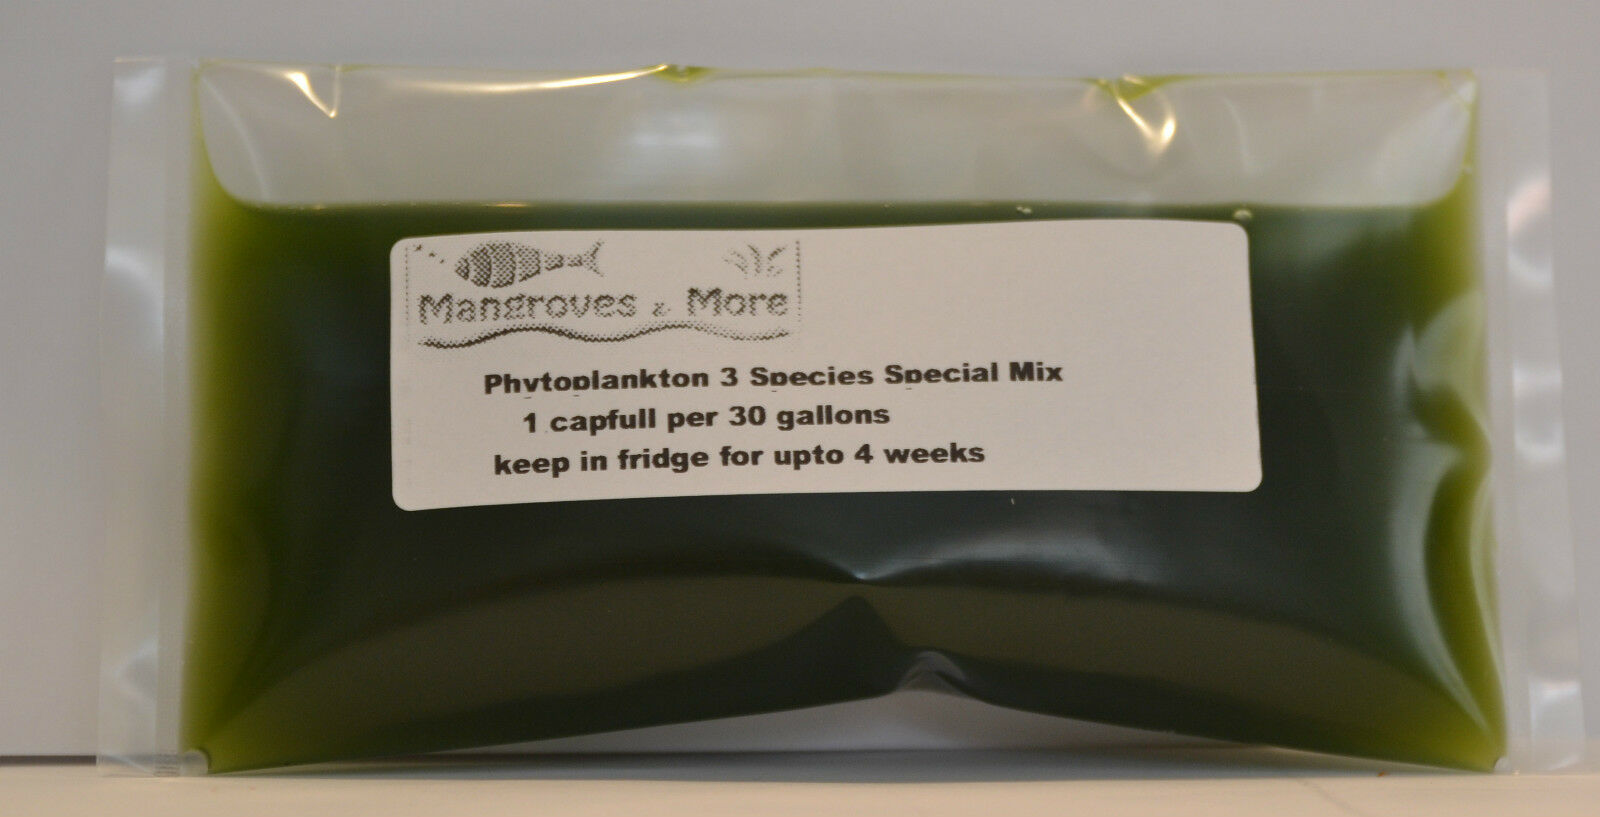 Mangroves & More
Phytoplankton 3 Species Special Mix
1 capfull per 30 gallons
keep in fridge for upto 4 weeks